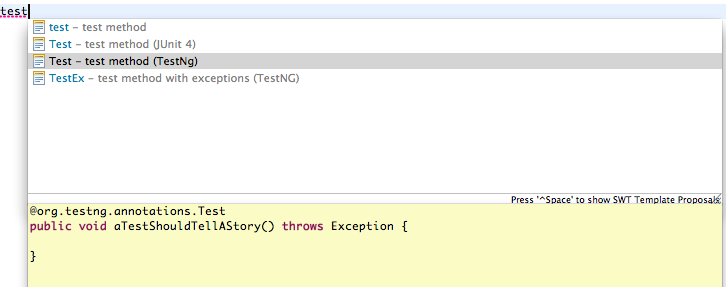 test
test – test method
Test – test method (JUnit 4)
Test – test method (TestNg)
TestEx – test method with exceptions (TestNG)
Press '^Space' to show SWT Template Proposals
@org.testng.annotations.Test
public void aTestShouldTellAStory() throws Exception {
}